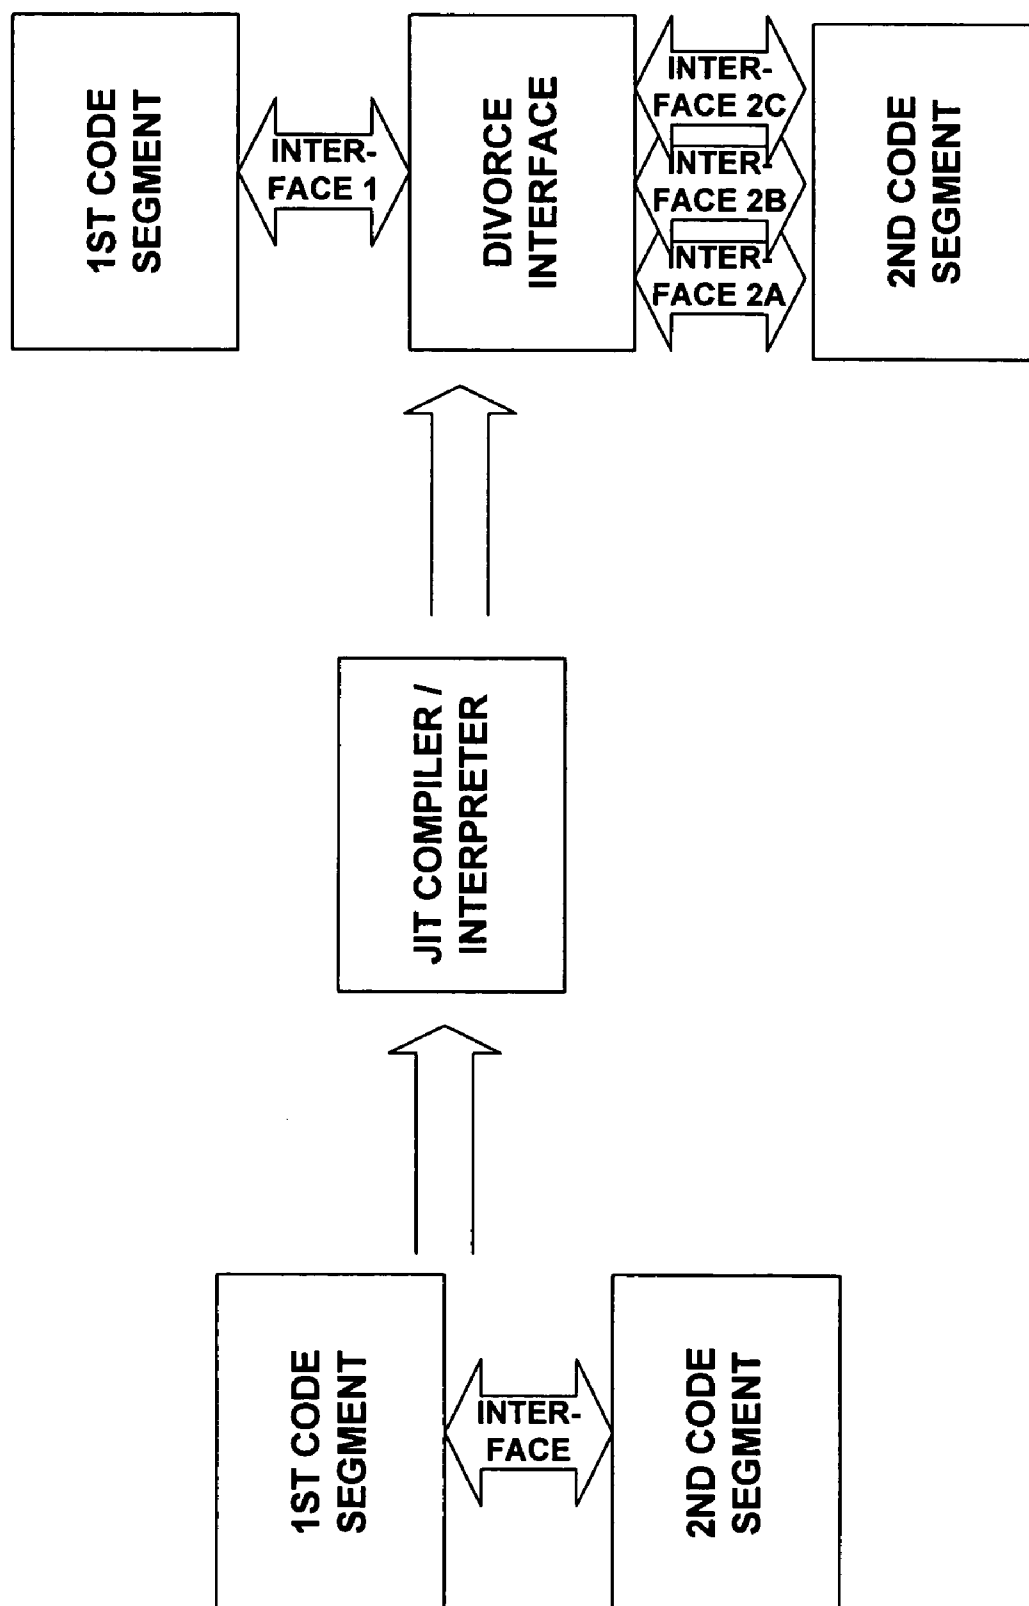 1ST CODE
SEGMENT
INTER-
FACE 1
DIVORCE
INTERFACE
INTER-
FACE 2C
INTER-
FACE 2B
INTER-
FACE 2A
2ND CODE
SEGMENT
JIT COMPILER /
INTERPRETER
1ST CODE
SEGMENT
INTER-
FACE
2ND CODE
SEGMENT